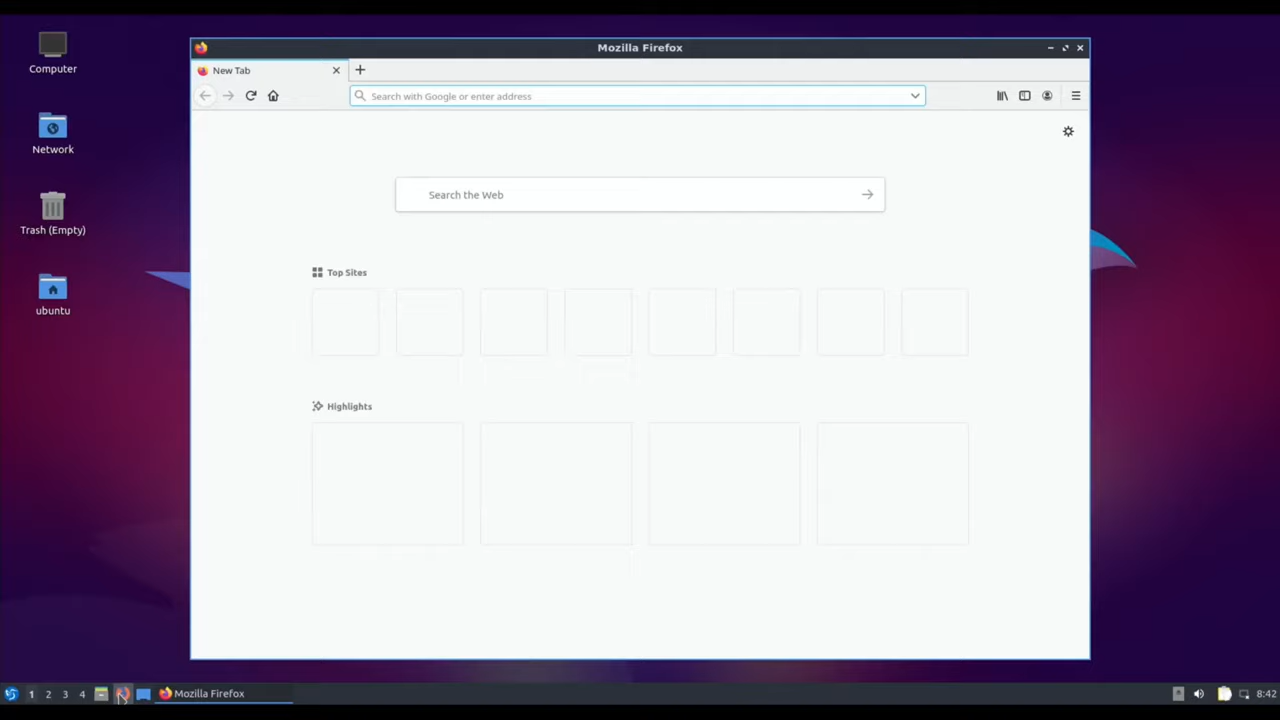 Mozilla Firefox
Computer
New Tab
Search with Google or enter address
Network
Search the Web
Trash (Empty)
Top Sites
ubuntu
Highlights
1 2 3 4 Mozilla Firefox 8:42